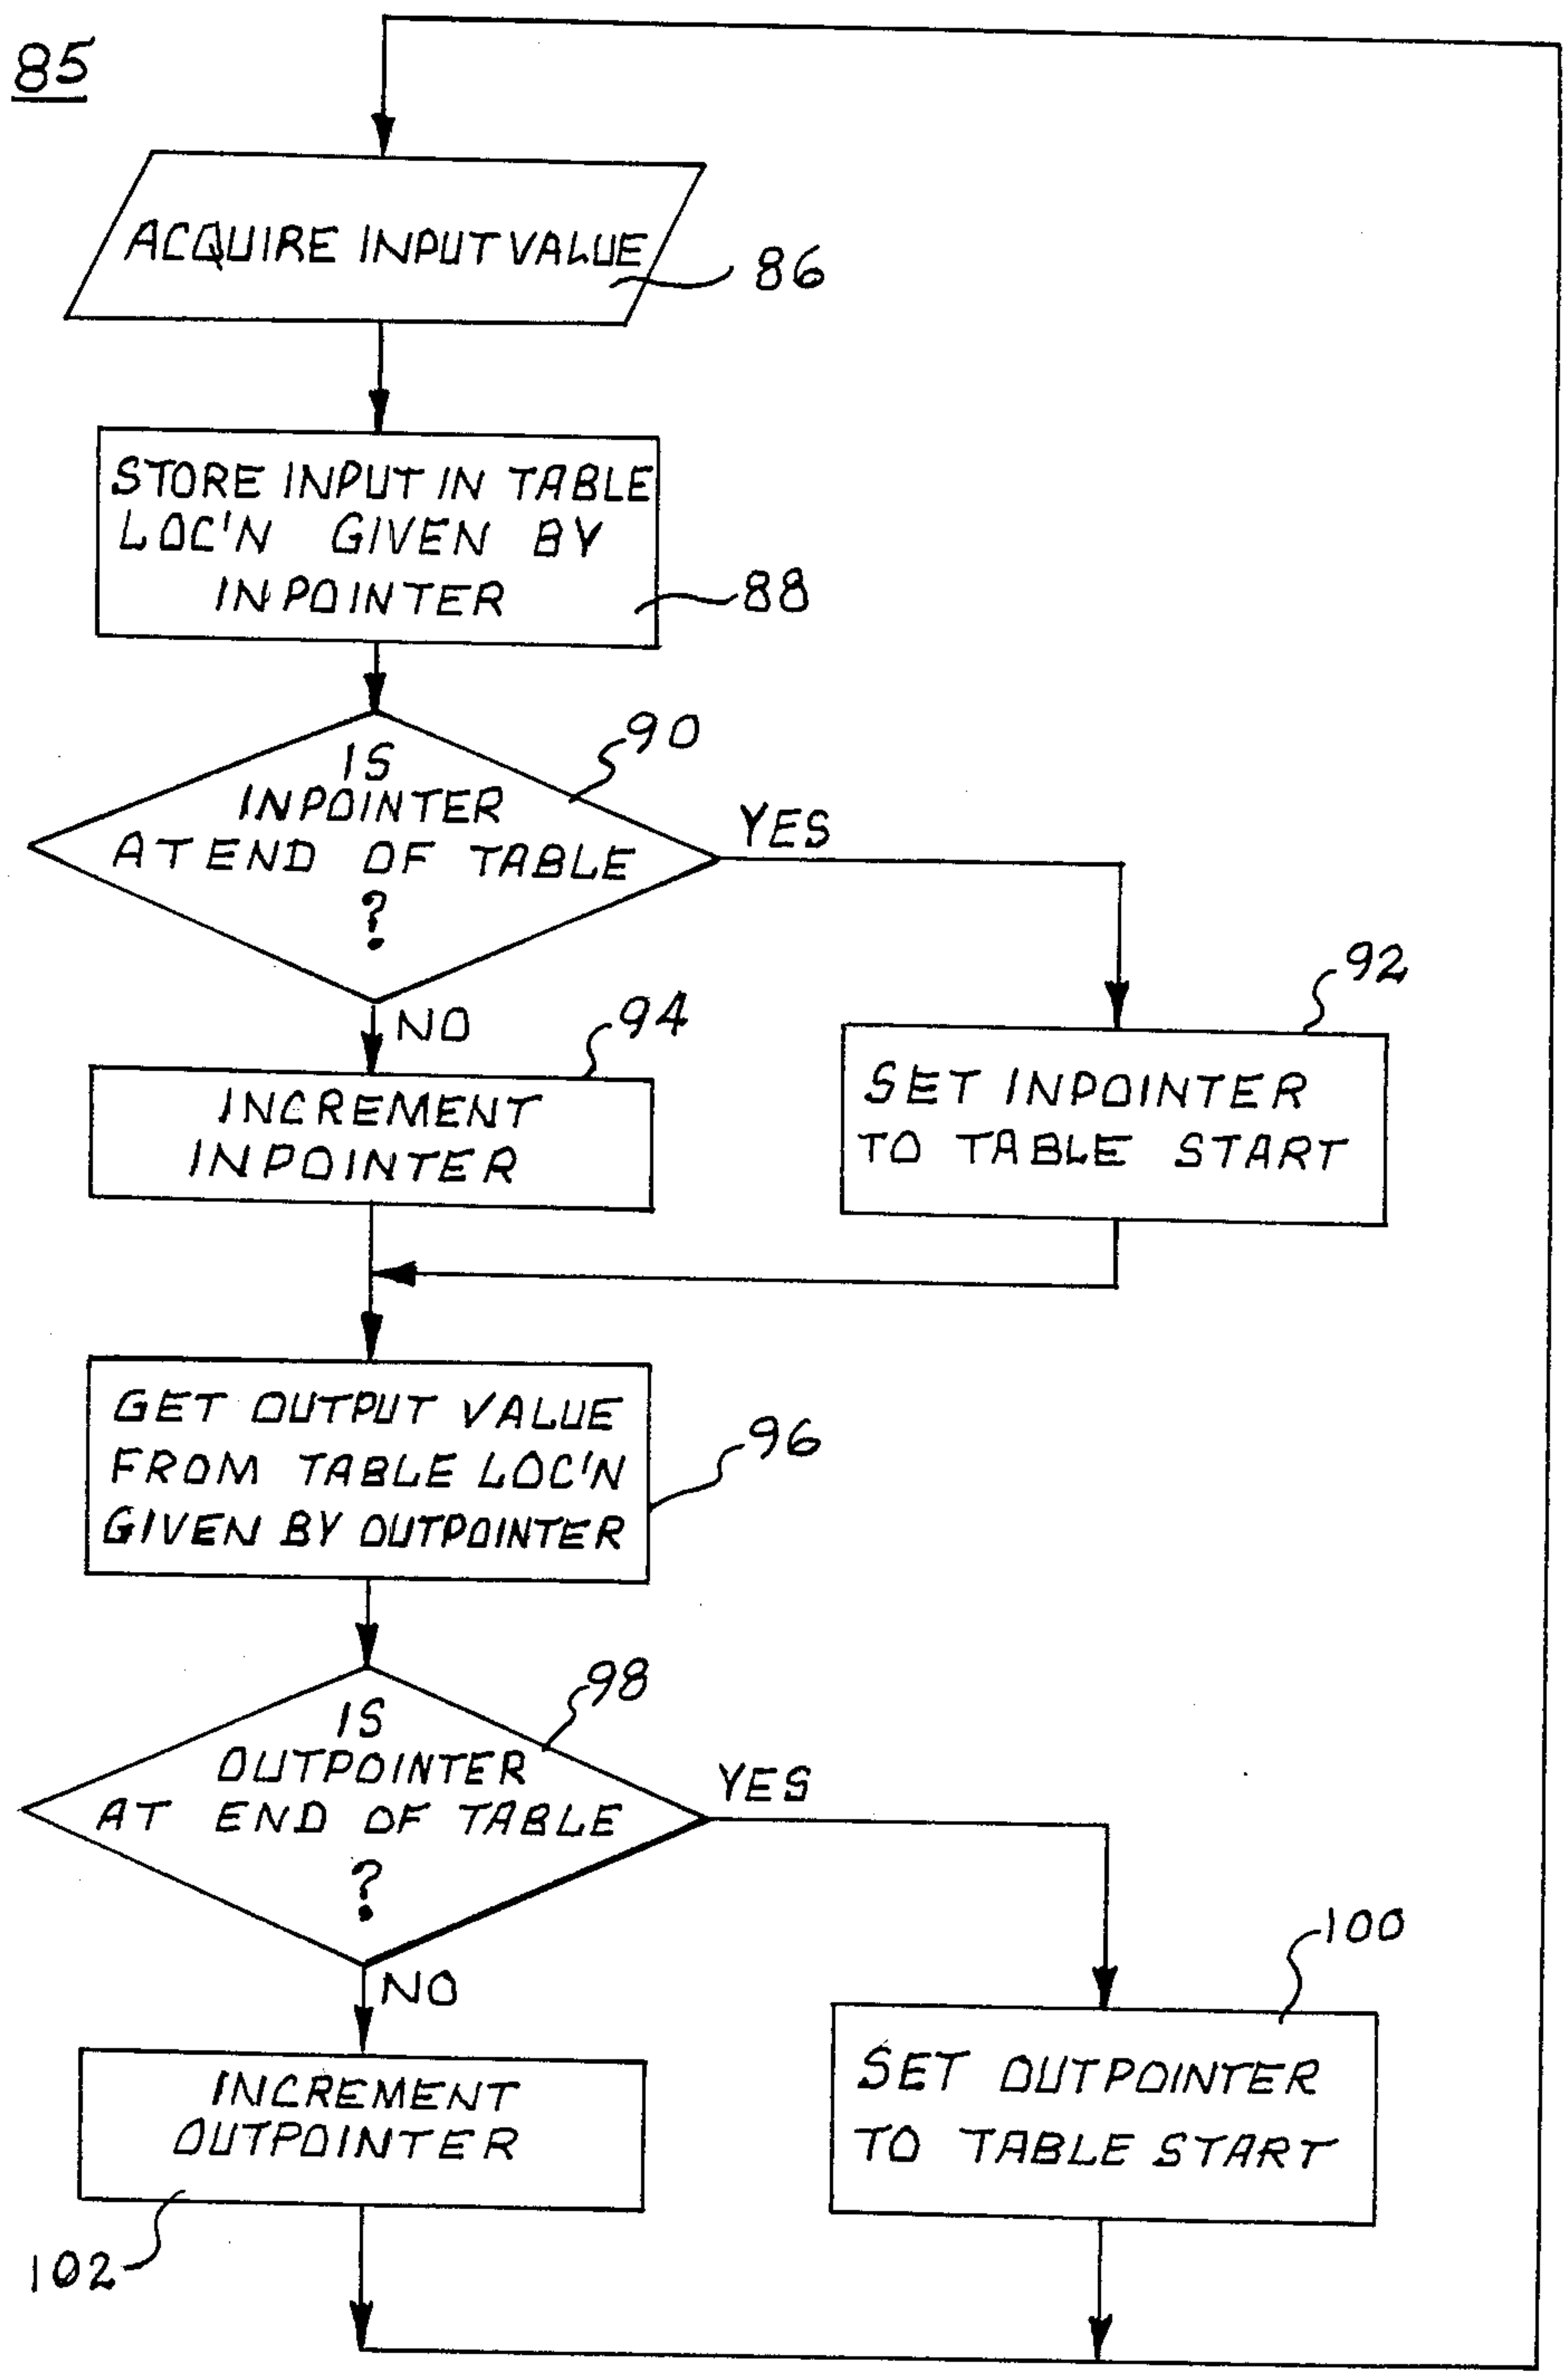 85
ACQUIRE INPUT VALUE
86
STORE INPUT IN TABLE
LOC'N GIVEN BY
INPOINTER
88
90
IS
INPOINTER
AT END OF TABLE
?
YES
NO
92
94
SET INPOINTER
TO TABLE START
INCREMENT
INPOINTER
GET OUTPUT VALUE
FROM TABLE LOC'N
GIVEN BY OUTPOINTER
96
98
IS
OUTPOINTER
AT END OF TABLE
?
YES
NO
100
SET OUTPOINTER
TO TABLE START
INCREMENT
OUTPOINTER
102